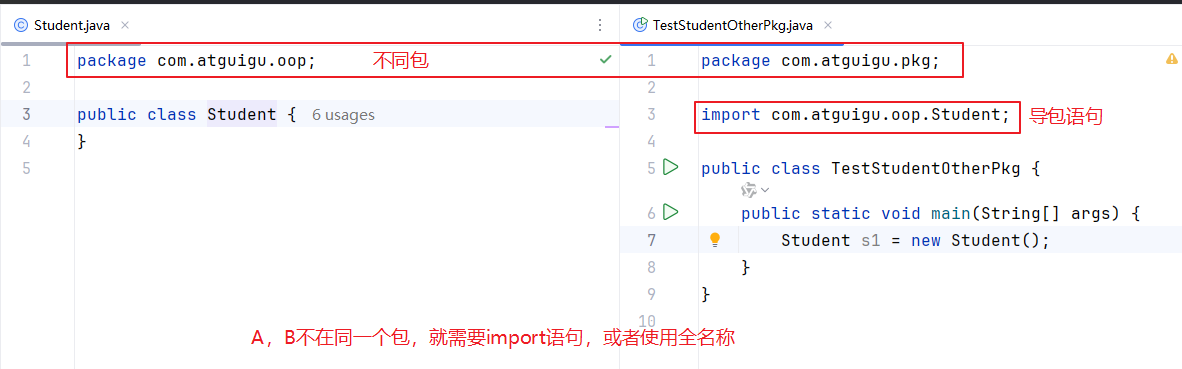 Student.java
1 package com.atguigu.oop; 不同包
2
3 public class Student { 6 usages
4 }
5
TestStudentOtherPkg.java
1 package com.atguigu.pkg;
2
3 import com.atguigu.oop.Student; 导包语句
4
5 public class TestStudentOtherPkg {
6 public static void main(String[] args) {
7 Student s1 = new Student();
8 }
9 }
10
A，B不在同一个包，就需要import语句，或者使用全名称